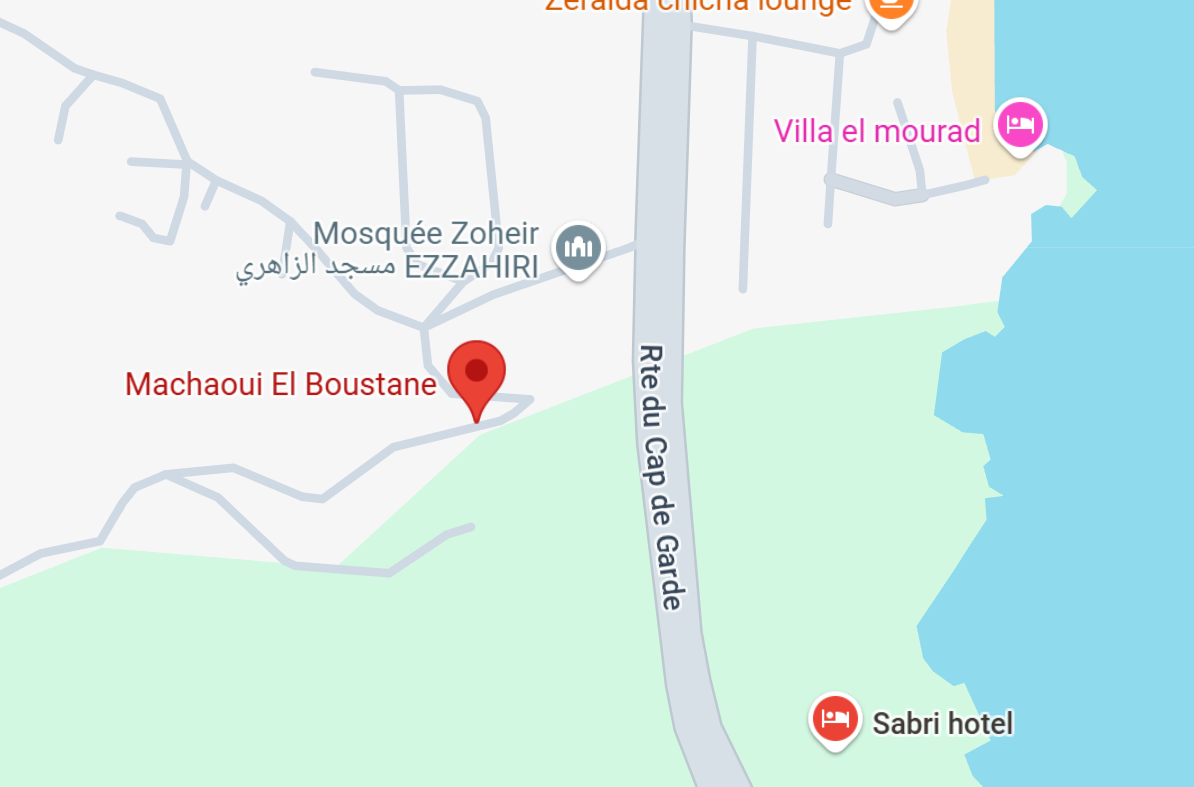 Zeralda chicha lounge
Villa el mourad
Mosquée Zoheir
EZZAHIRI مسجد الزاهري
Machaoui El Boustane
Rte du Cap de Garde
Sabri hotel